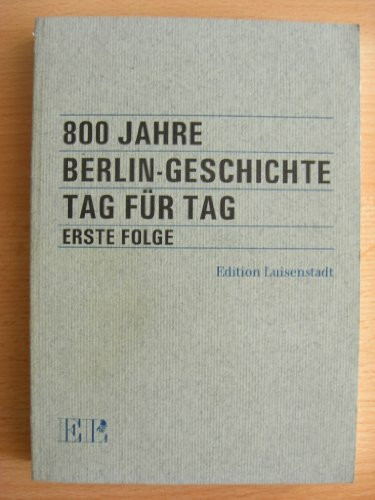 800 JAHRE
BERLIN-GESCHICHTE
TAG FÜR TAG
ERSTE FOLGE
Edition Luisenstadt
EL